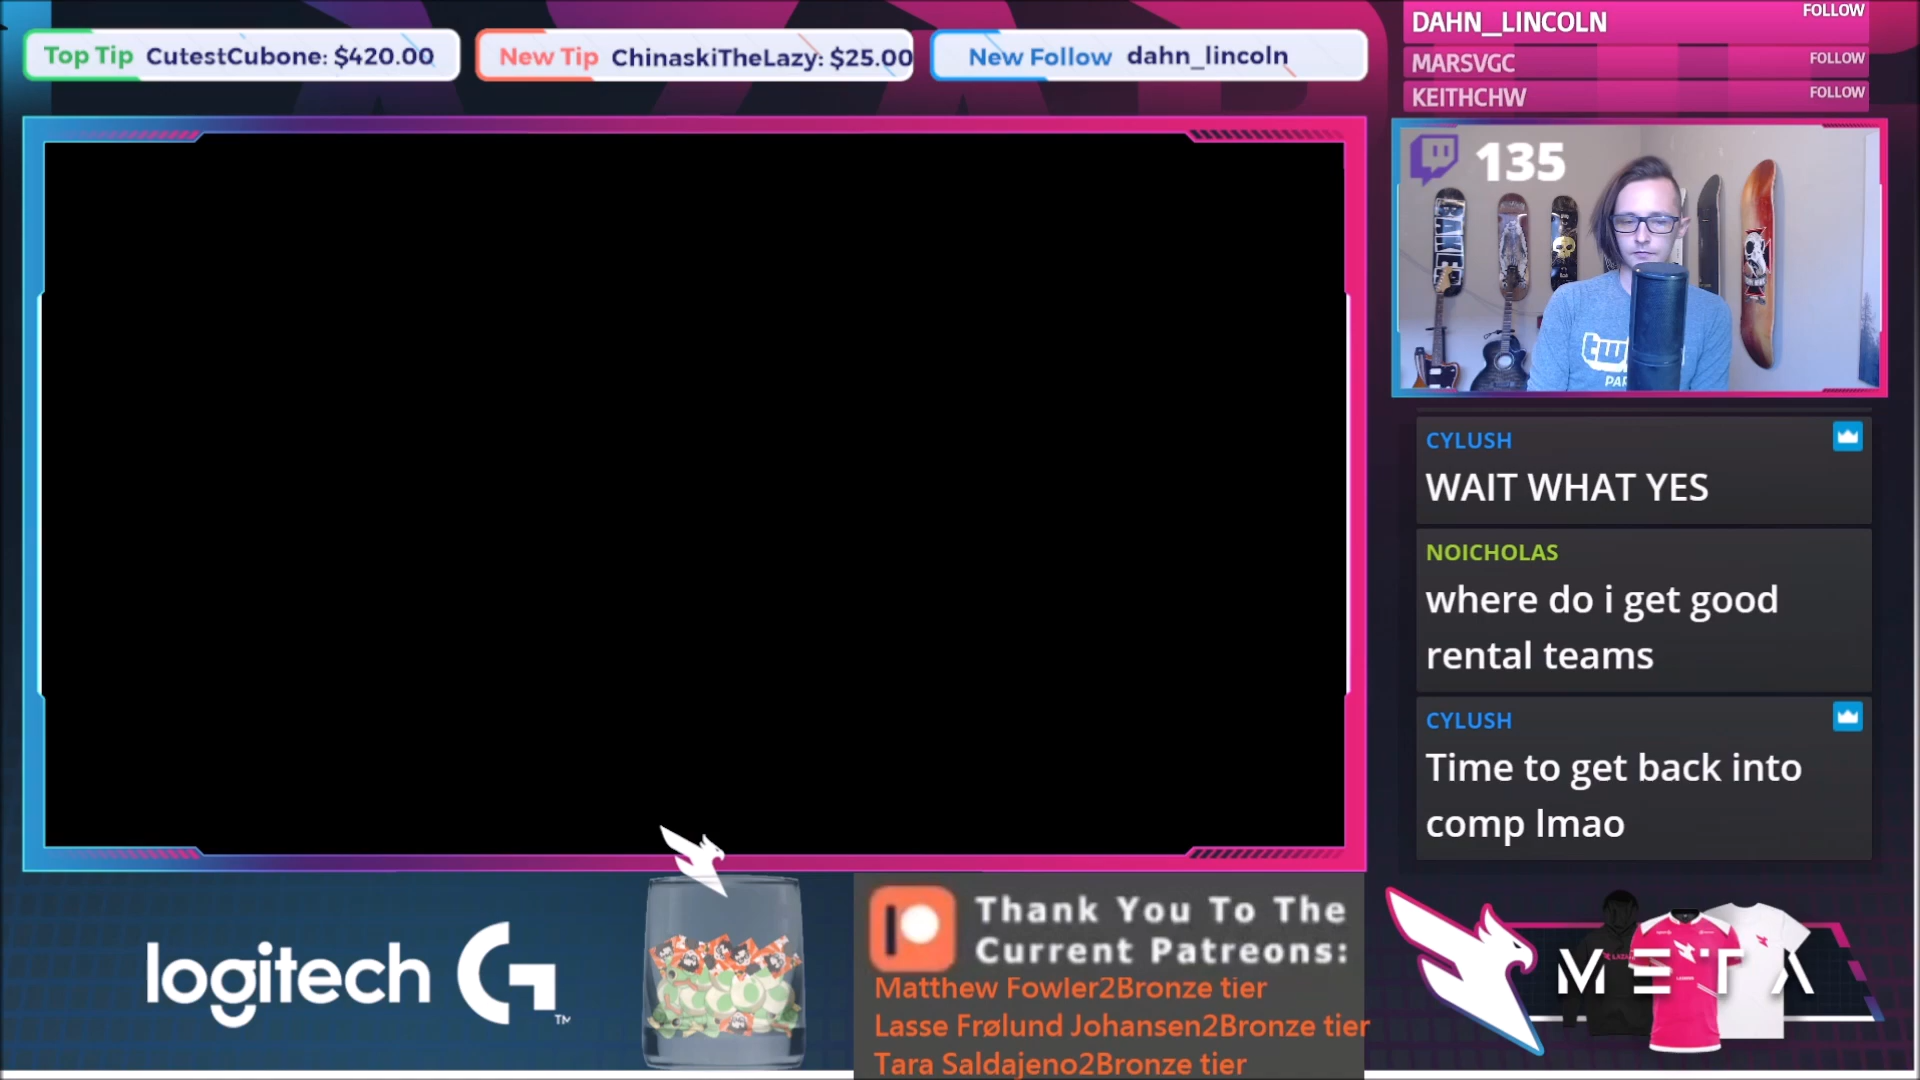 Top Tip CutestCubone: $420.00
New Tip ChinaskiTheLazy: $25.00
New Follow dahn_lincoln
DAHN_LINCOLN FOLLOW
MARSVGC FOLLOW
KEITHCHW FOLLOW
135
CYLUSH
WAIT WHAT YES
NOICHOLAS
where do i get good
rental teams
CYLUSH
Time to get back into
comp lmao
logitech G
TM
Thank You To The
Current Patreons:
Matthew Fowler2Bronze tier
Lasse Frølund Johansen2Bronze tier
Tara Saldajeno2Bronze tier
META